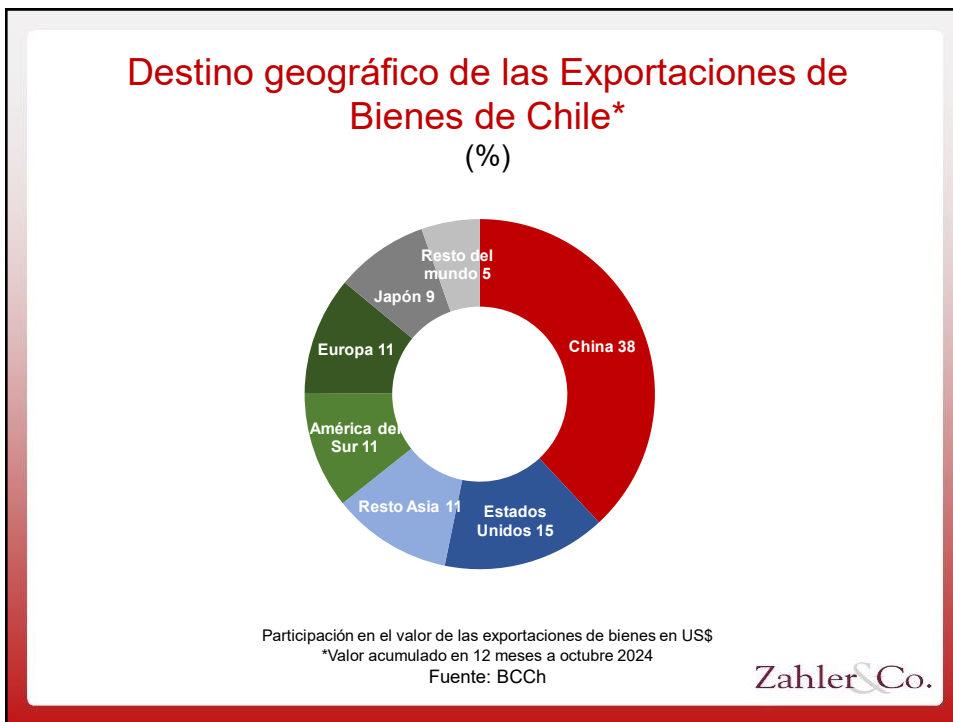 Destino geográfico de las Exportaciones de
Bienes de Chile*
(%)
Resto del
mundo 5
Japón 9
China 38
Europa 11
América del
Sur 11
Resto Asia 11
Estados
Unidos 15
Participación en el valor de las exportaciones de bienes en US$
*Valor acumulado en 12 meses a octubre 2024
Fuente: BCCh
Zahler&Co.